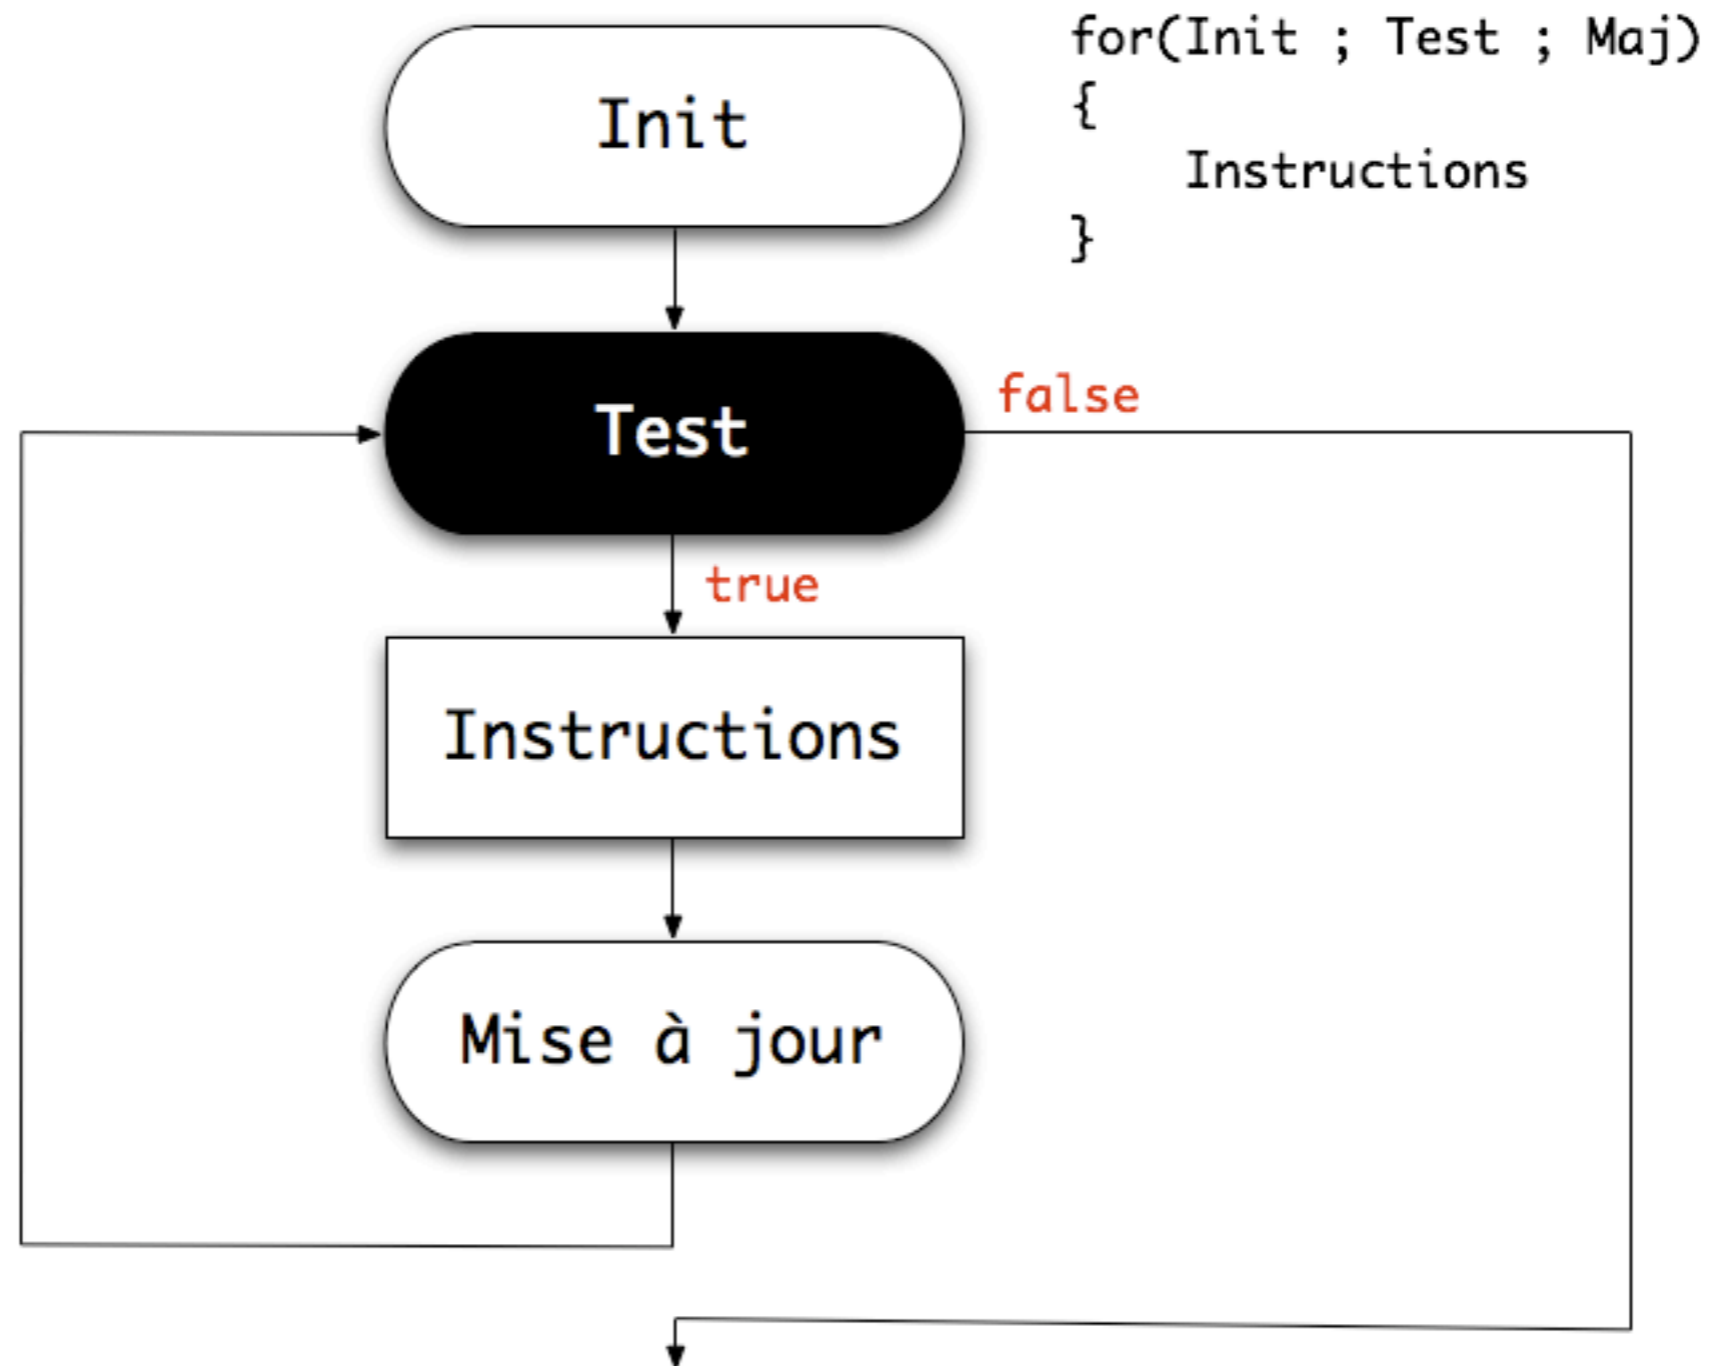 Init
for(Init ; Test ; Maj)
{
Instructions
}
Test
false
true
Instructions
Mise à jour